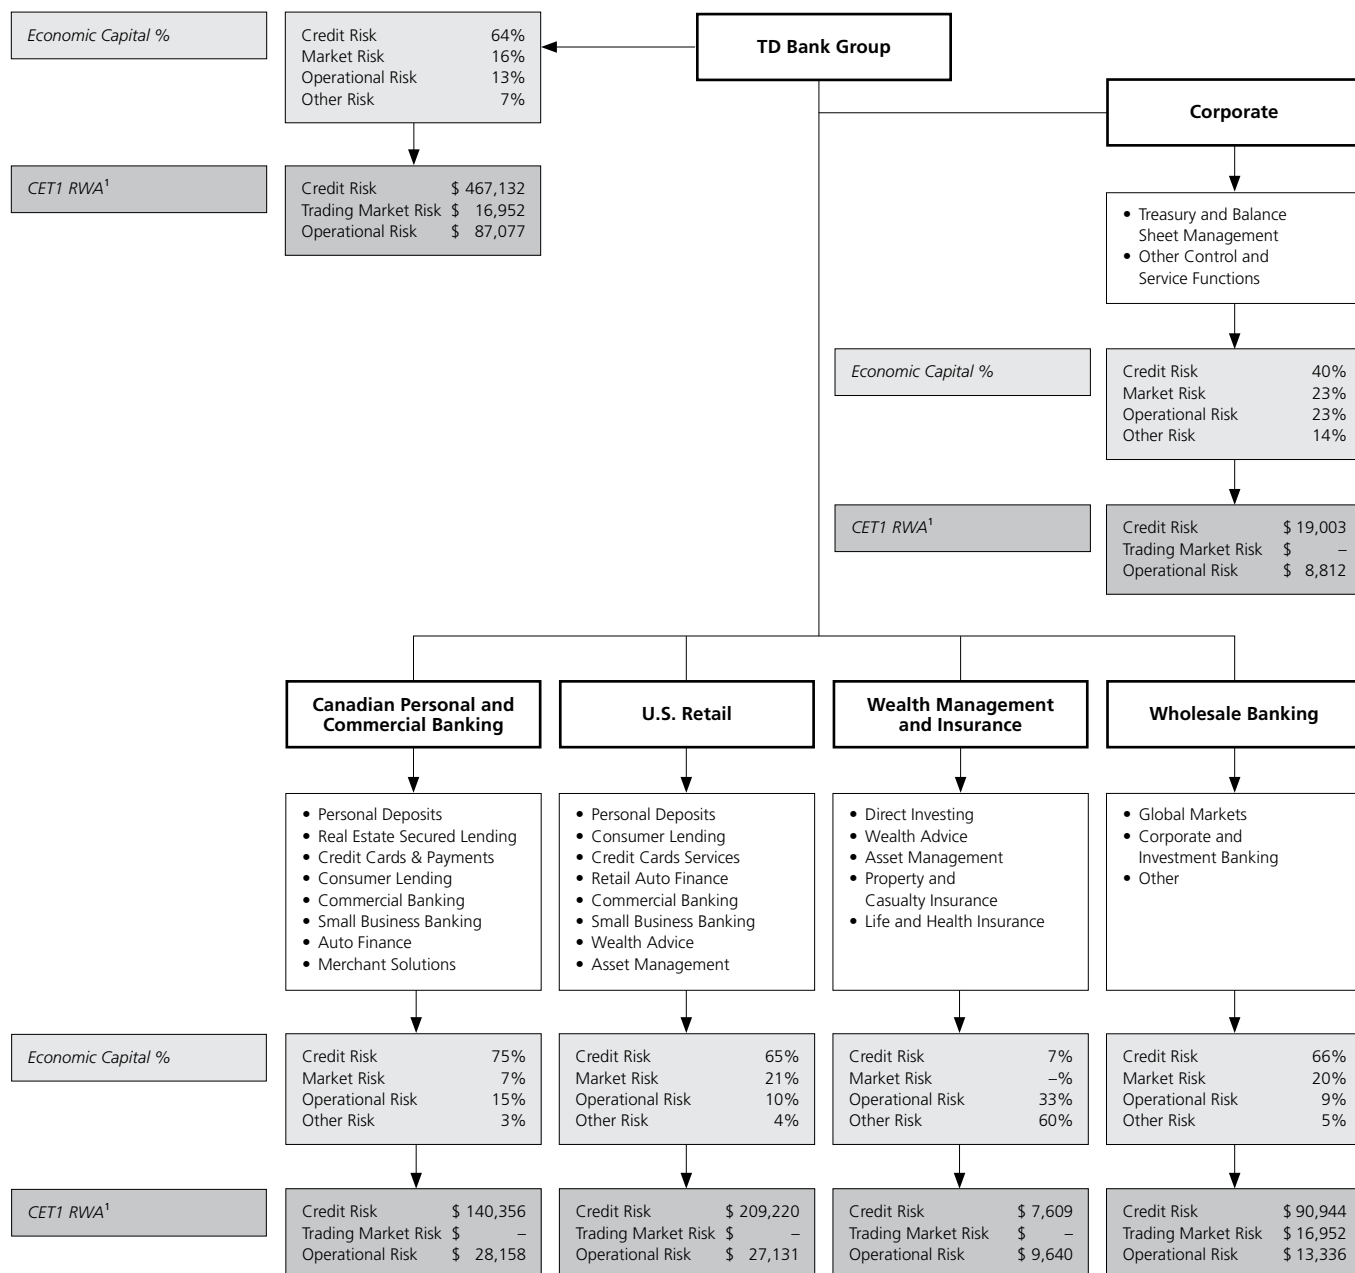 Economic Capital %
Credit Risk 64%
Market Risk 16%
Operational Risk 13%
Other Risk 7%
TD Bank Group
Corporate
CET1 RWA¹
Credit Risk $ 467,132
Trading Market Risk $ 16,952
Operational Risk $ 87,077
• Treasury and Balance
Sheet Management
• Other Control and
Service Functions
Economic Capital %
Credit Risk 40%
Market Risk 23%
Operational Risk 23%
Other Risk 14%
CET1 RWA¹
Credit Risk $ 19,003
Trading Market Risk $ –
Operational Risk $ 8,812
Canadian Personal and
Commercial Banking
U.S. Retail
Wealth Management
and Insurance
Wholesale Banking
• Personal Deposits
• Real Estate Secured Lending
• Credit Cards & Payments
• Consumer Lending
• Commercial Banking
• Small Business Banking
• Auto Finance
• Merchant Solutions
• Personal Deposits
• Consumer Lending
• Credit Cards Services
• Retail Auto Finance
• Commercial Banking
• Small Business Banking
• Wealth Advice
• Asset Management
• Direct Investing
• Wealth Advice
• Asset Management
• Property and
Casualty Insurance
• Life and Health Insurance
• Global Markets
• Corporate and
Investment Banking
• Other
Economic Capital %
Credit Risk 75%
Market Risk 7%
Operational Risk 15%
Other Risk 3%
Credit Risk 65%
Market Risk 21%
Operational Risk 10%
Other Risk 4%
Credit Risk 7%
Market Risk –%
Operational Risk 33%
Other Risk 60%
Credit Risk 66%
Market Risk 20%
Operational Risk 9%
Other Risk 5%
CET1 RWA¹
Credit Risk $ 140,356
Trading Market Risk $ –
Operational Risk $ 28,158
Credit Risk $ 209,220
Trading Market Risk $ –
Operational Risk $ 27,131
Credit Risk $ 7,609
Trading Market Risk $ –
Operational Risk $ 9,640
Credit Risk $ 90,944
Trading Market Risk $ 16,952
Operational Risk $ 13,336